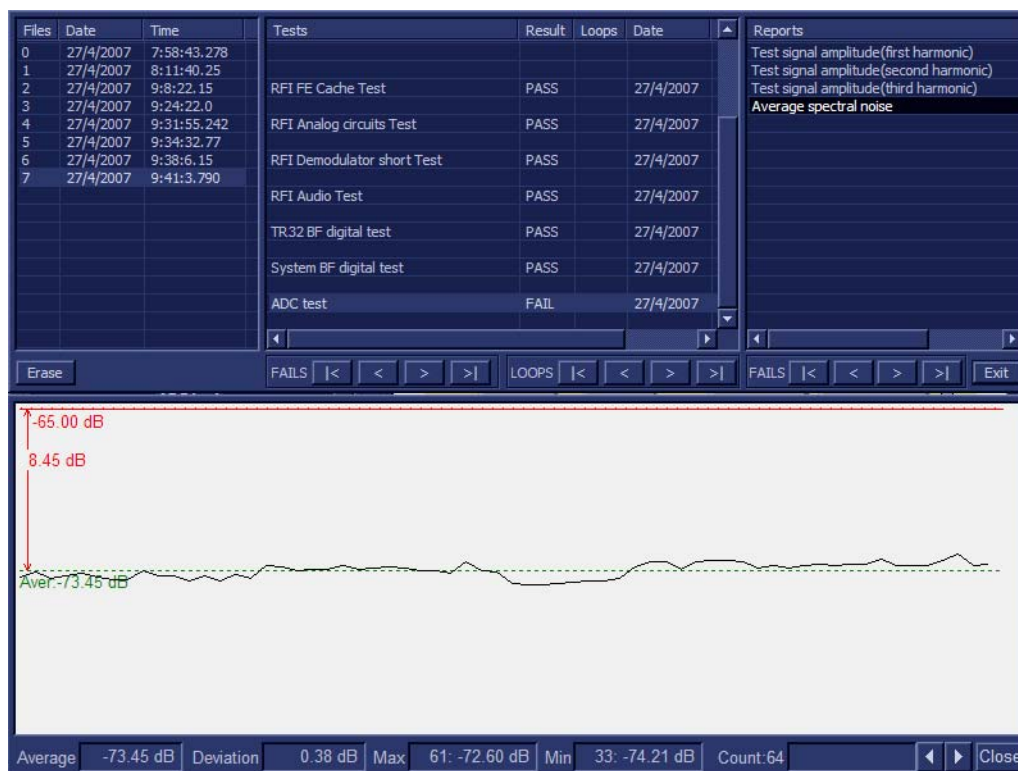 Files Date Time
0 27/4/2007 7:58:43.278
1 27/4/2007 8:11:40.25
2 27/4/2007 9:8:22.15
3 27/4/2007 9:24:22.0
4 27/4/2007 9:31:55.242
5 27/4/2007 9:34:32.77
6 27/4/2007 9:38:6.15
7 27/4/2007 9:41:3.790
Erase
Tests Result Loops Date
RFI FE Cache Test PASS 27/4/2007
RFI Analog circuits Test PASS 27/4/2007
RFI Demodulator short Test PASS 27/4/2007
RFI Audio Test PASS 27/4/2007
TR32 BF digital test PASS 27/4/2007
System BF digital test PASS 27/4/2007
ADC test FAIL 27/4/2007
FAILS |< < > >| LOOPS |< < > >|
Reports
Test signal amplitude(first harmonic)
Test signal amplitude(second harmonic)
Test signal amplitude(third harmonic)
Average spectral noise
FAILS |< < > >| Exit
-65.00 dB
8.45 dB
Aver:-73.45 dB
Average -73.45 dB Deviation 0.38 dB Max 61: -72.60 dB Min 33: -74.21 dB Count:64 Close